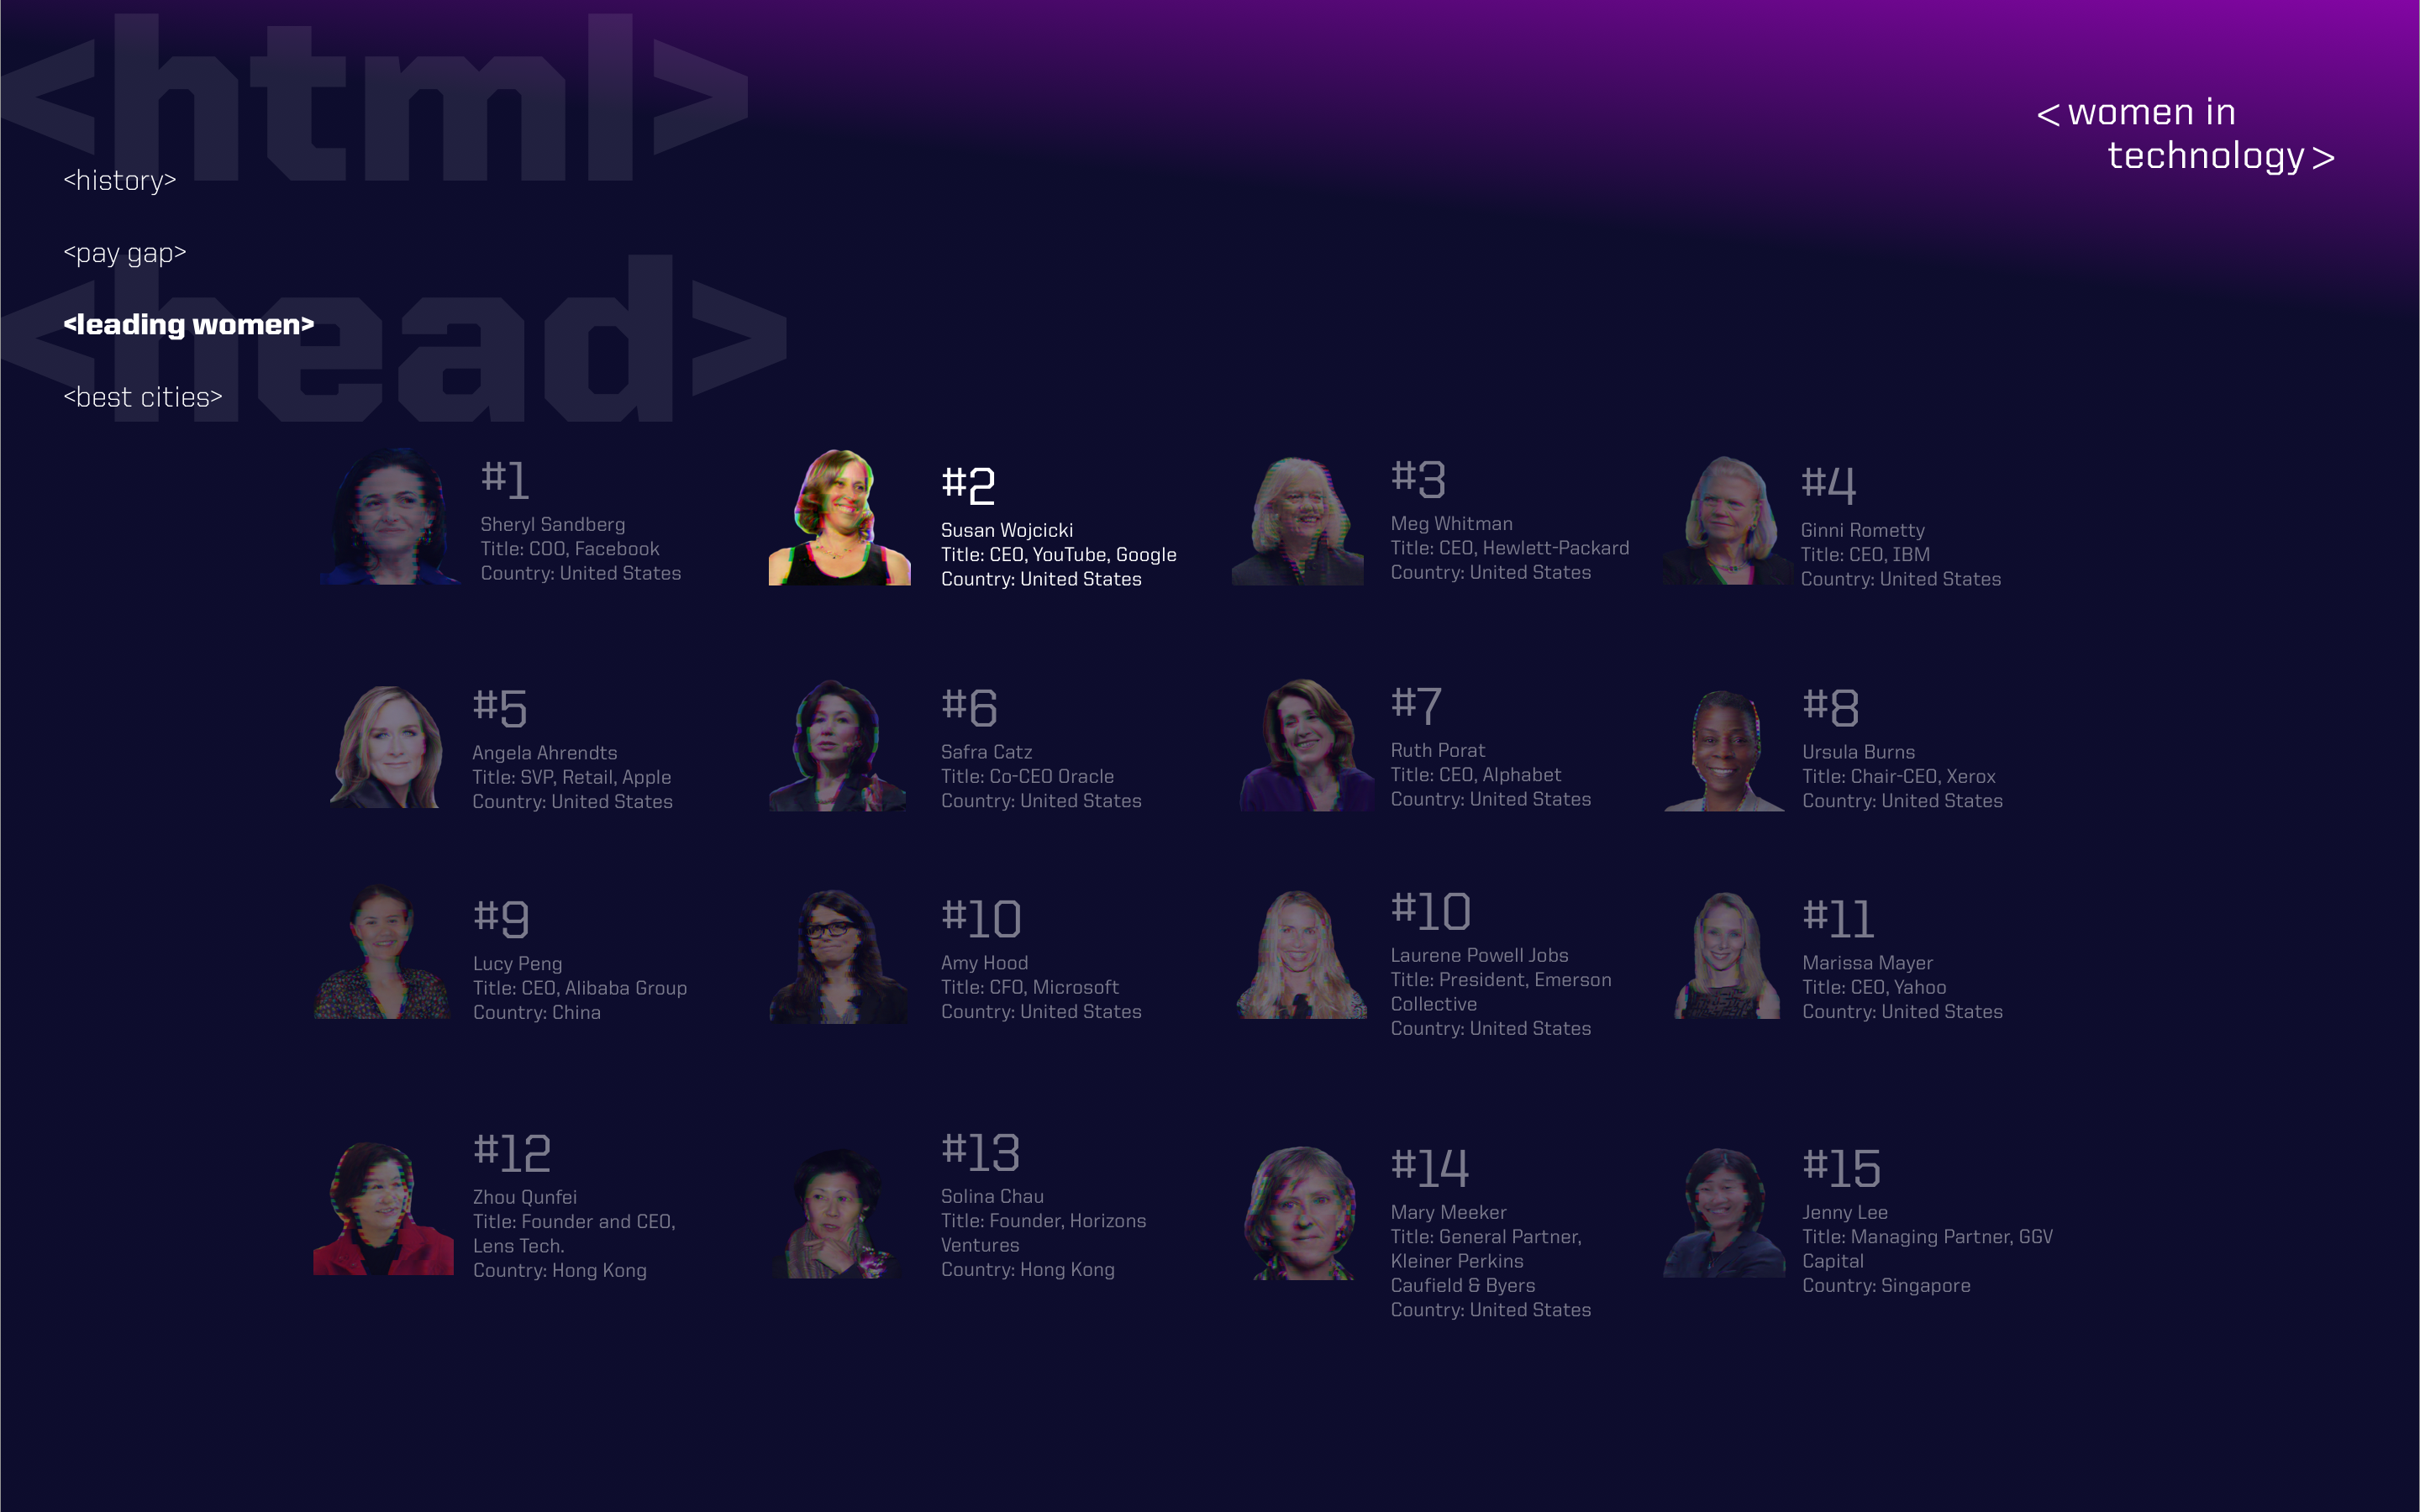 <html>
<head>
< women in
technology >
<history>
<pay gap>
<leading women>
<best cities>
#1
Sheryl Sandberg
Title: COO, Facebook
Country: United States
#2
Susan Wojcicki
Title: CEO, YouTube, Google
Country: United States
#3
Meg Whitman
Title: CEO, Hewlett-Packard
Country: United States
#4
Ginni Rometty
Title: CEO, IBM
Country: United States
#5
Angela Ahrendts
Title: SVP, Retail, Apple
Country: United States
#6
Safra Catz
Title: Co-CEO Oracle
Country: United States
#7
Ruth Porat
Title: CEO, Alphabet
Country: United States
#8
Ursula Burns
Title: Chair-CEO, Xerox
Country: United States
#9
Lucy Peng
Title: CEO, Alibaba Group
Country: China
#10
Amy Hood
Title: CFO, Microsoft
Country: United States
#10
Laurene Powell Jobs
Title: President, Emerson
Collective
Country: United States
#11
Marissa Mayer
Title: CEO, Yahoo
Country: United States
#12
Zhou Qunfei
Title: Founder and CEO,
Lens Tech.
Country: Hong Kong
#13
Solina Chau
Title: Founder, Horizons
Ventures
Country: Hong Kong
#14
Mary Meeker
Title: General Partner,
Kleiner Perkins
Caufield & Byers
Country: United States
#15
Jenny Lee
Title: Managing Partner, GGV
Capital
Country: Singapore